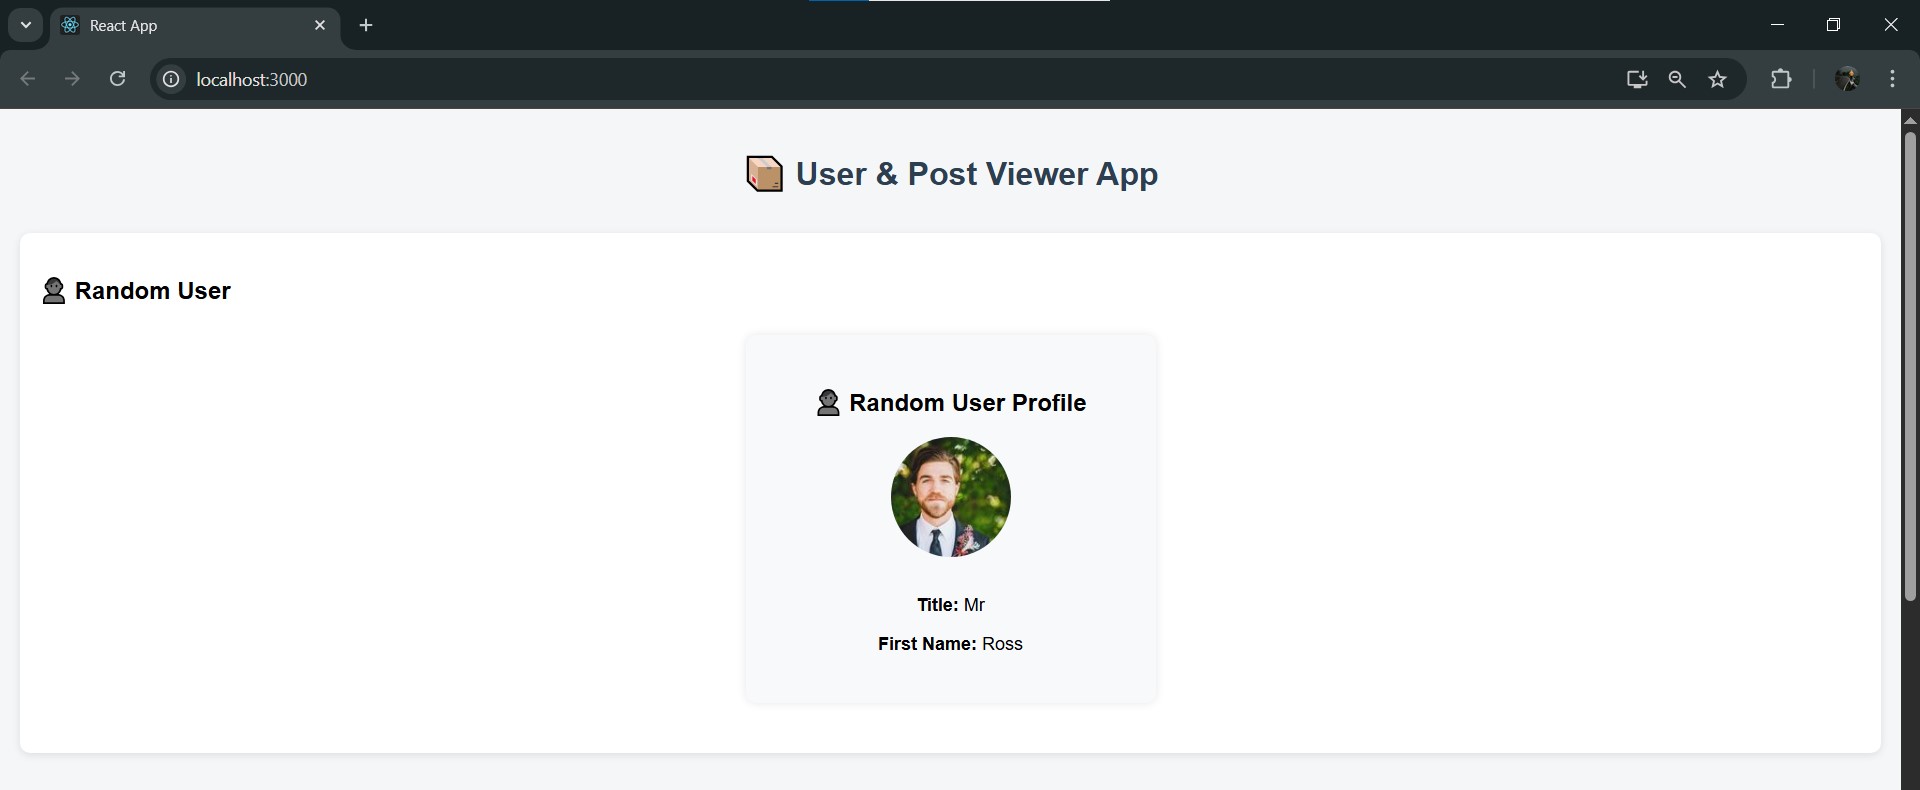 React App
localhost:3000
📦 User & Post Viewer App
👤 Random User
👤 Random User Profile
Title: Mr
First Name: Ross